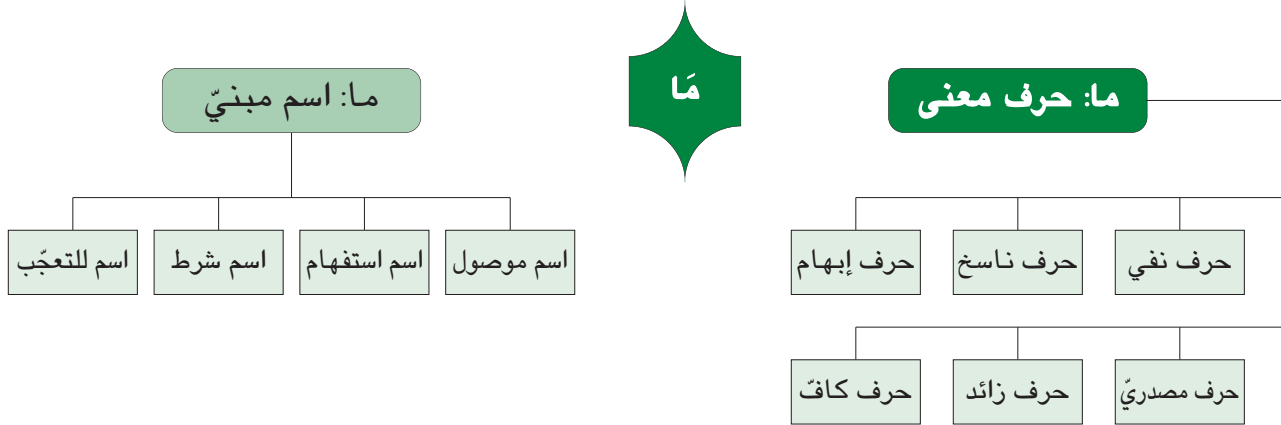 مَا
ما: حرف معنى
حرف نفي
حرف ناسخ
حرف إبهام
حرف مصدريّ
حرف زائد
حرف كافّ
ما: اسم مبنيّ
اسم موصول
اسم استفهام
اسم شرط
اسم للتعجّب